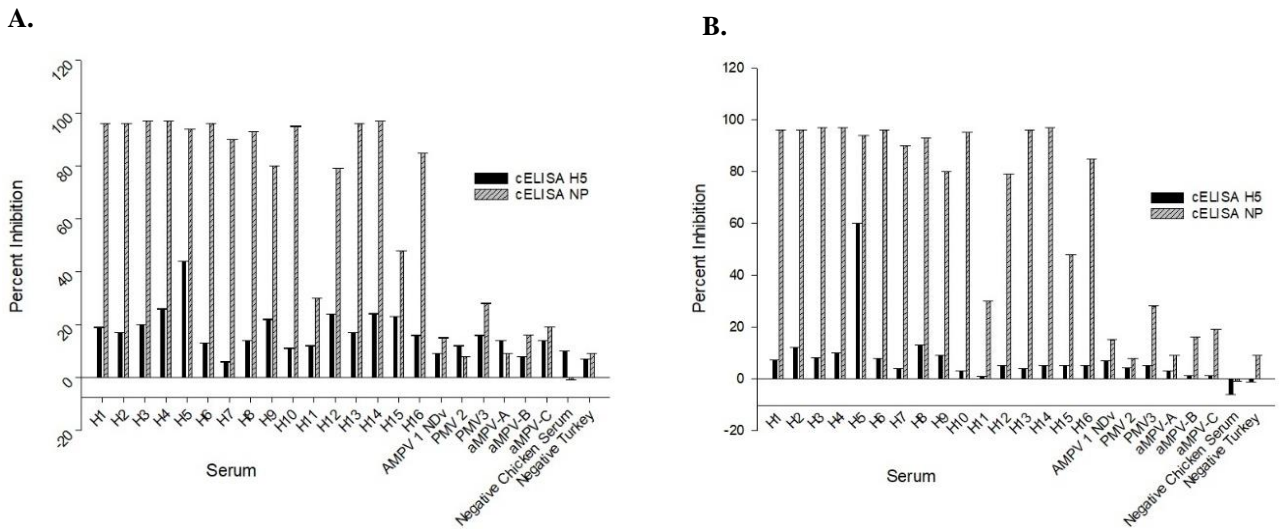 A.
120
100
80
60
40
20
0
-20
Percent Inhibition
cELISA H5
cELISA NP
H1
H2
H3
H4
H5
H6
H7
H8
H9
H10
H11
H12
H13
H14
H15
H16
AMPV 1 NDv
PMV 2
PMV3
aMPV-A
aMPV-B
aMPV-C
Negative Chicken Serum
Negative Turkey
Serum
B.
120
100
80
60
40
20
0
-20
Percent Inhibition
cELISA H5
cELISA NP
H1
H2
H3
H4
H5
H6
H7
H8
H9
H10
H11
H12
H13
H14
H15
H16
AMPV 1 NDv
PMV 2
PMV3
aMPV-A
aMPV-B
aMPV-C
Negative Chicken Serum
Negative Turkey
Serum